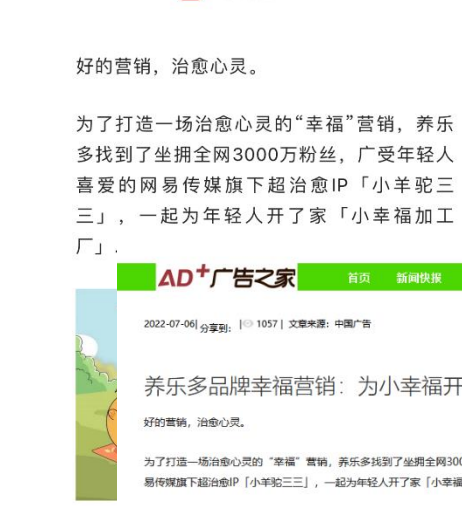 好的营销，治愈心灵。
为了打造一场治愈心灵的“幸福”营销，养乐
多找到了坐拥全网3000万粉丝，广受年轻人
喜爱的网易传媒旗下超治愈IP「小羊驼三
三」，一起为年轻人开了家「小幸福加工
厂」.
AD+广告之家 首页 新闻快报
2022-07-06| 分享到: | 1057 | 文章来源：中国广告
养乐多品牌幸福营销：为小幸福开
好的营销，治愈心灵。
为了打造一场治愈心灵的“幸福”营销，养乐多找到了坐拥全网300
易传媒旗下超治愈IP「小羊驼三三」，一起为年轻人开了家「小幸福